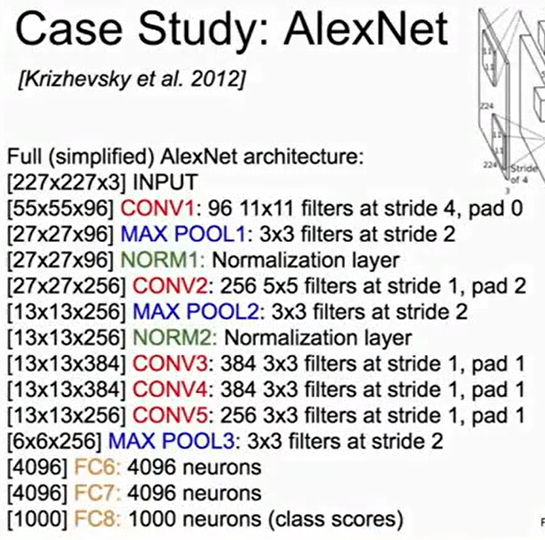 Case Study: AlexNet
[Krizhevsky et al. 2012]
11
11
224
11
11
224
Stride
of 4
3
Full (simplified) AlexNet architecture:
[227x227x3] INPUT
[55x55x96] CONV1: 96 11x11 filters at stride 4, pad 0
[27x27x96] MAX POOL1: 3x3 filters at stride 2
[27x27x96] NORM1: Normalization layer
[27x27x256] CONV2: 256 5x5 filters at stride 1, pad 2
[13x13x256] MAX POOL2: 3x3 filters at stride 2
[13x13x256] NORM2: Normalization layer
[13x13x384] CONV3: 384 3x3 filters at stride 1, pad 1
[13x13x384] CONV4: 384 3x3 filters at stride 1, pad 1
[13x13x256] CONV5: 256 3x3 filters at stride 1, pad 1
[6x6x256] MAX POOL3: 3x3 filters at stride 2
[4096] FC6: 4096 neurons
[4096] FC7: 4096 neurons
[1000] FC8: 1000 neurons (class scores)